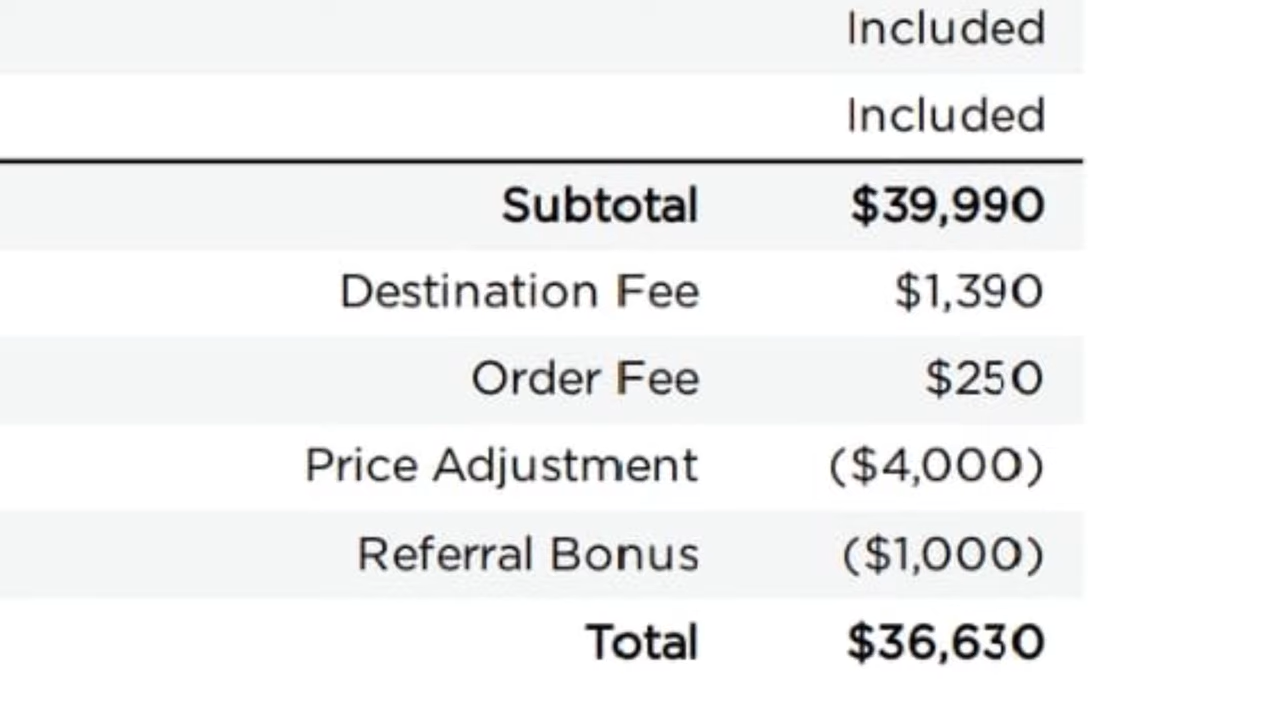 Included
Included
Subtotal $39,990
Destination Fee $1,390
Order Fee $250
Price Adjustment ($4,000)
Referral Bonus ($1,000)
Total $36,630